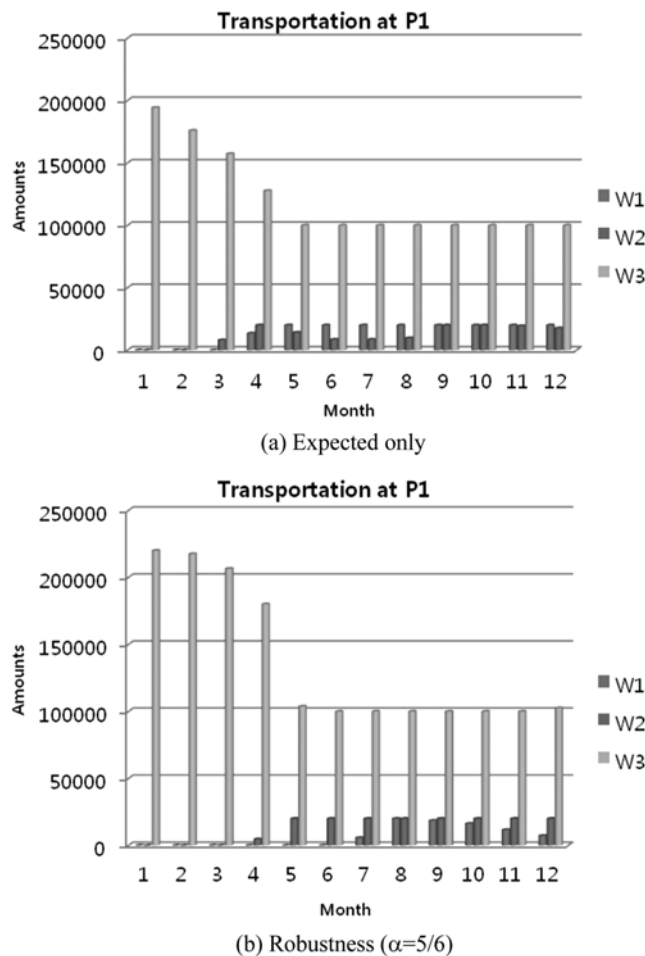 Transportation at P1
250000
200000
150000
100000
50000
0
Amounts
1 2 3 4 5 6 7 8 9 10 11 12
Month
W1
W2
W3
(a) Expected only
Transportation at P1
250000
200000
150000
100000
50000
0
Amounts
1 2 3 4 5 6 7 8 9 10 11 12
Month
W1
W2
W3
(b) Robustness (α=5/6)